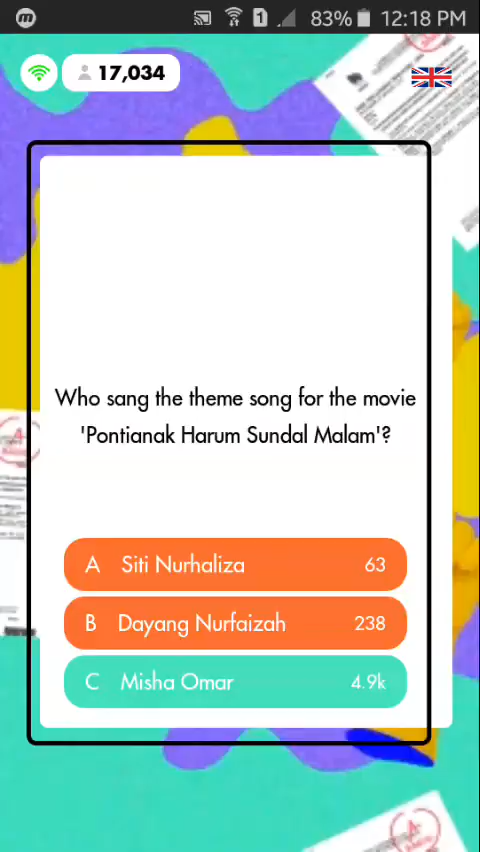 83% 12:18 PM
17,034
Who sang the theme song for the movie
'Pontianak Harum Sundal Malam'?
A Siti Nurhaliza 63
B Dayang Nurfaizah 238
C Misha Omar 4.9k